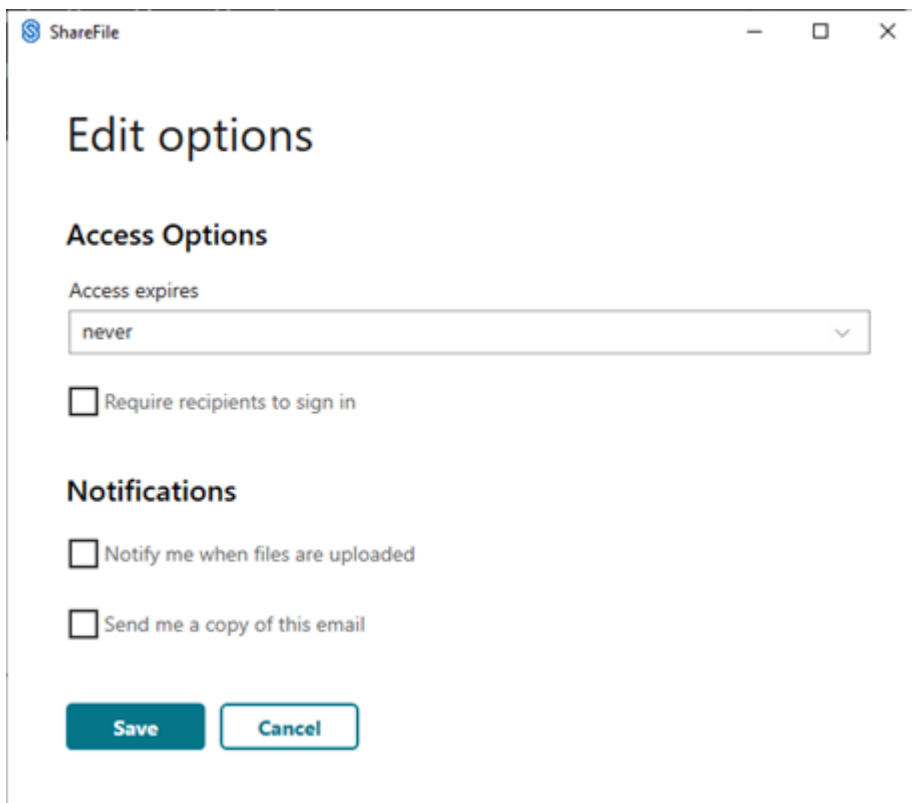 ShareFile
Edit options
Access Options
Access expires
never
Require recipients to sign in
Notifications
Notify me when files are uploaded
Send me a copy of this email
Save Cancel